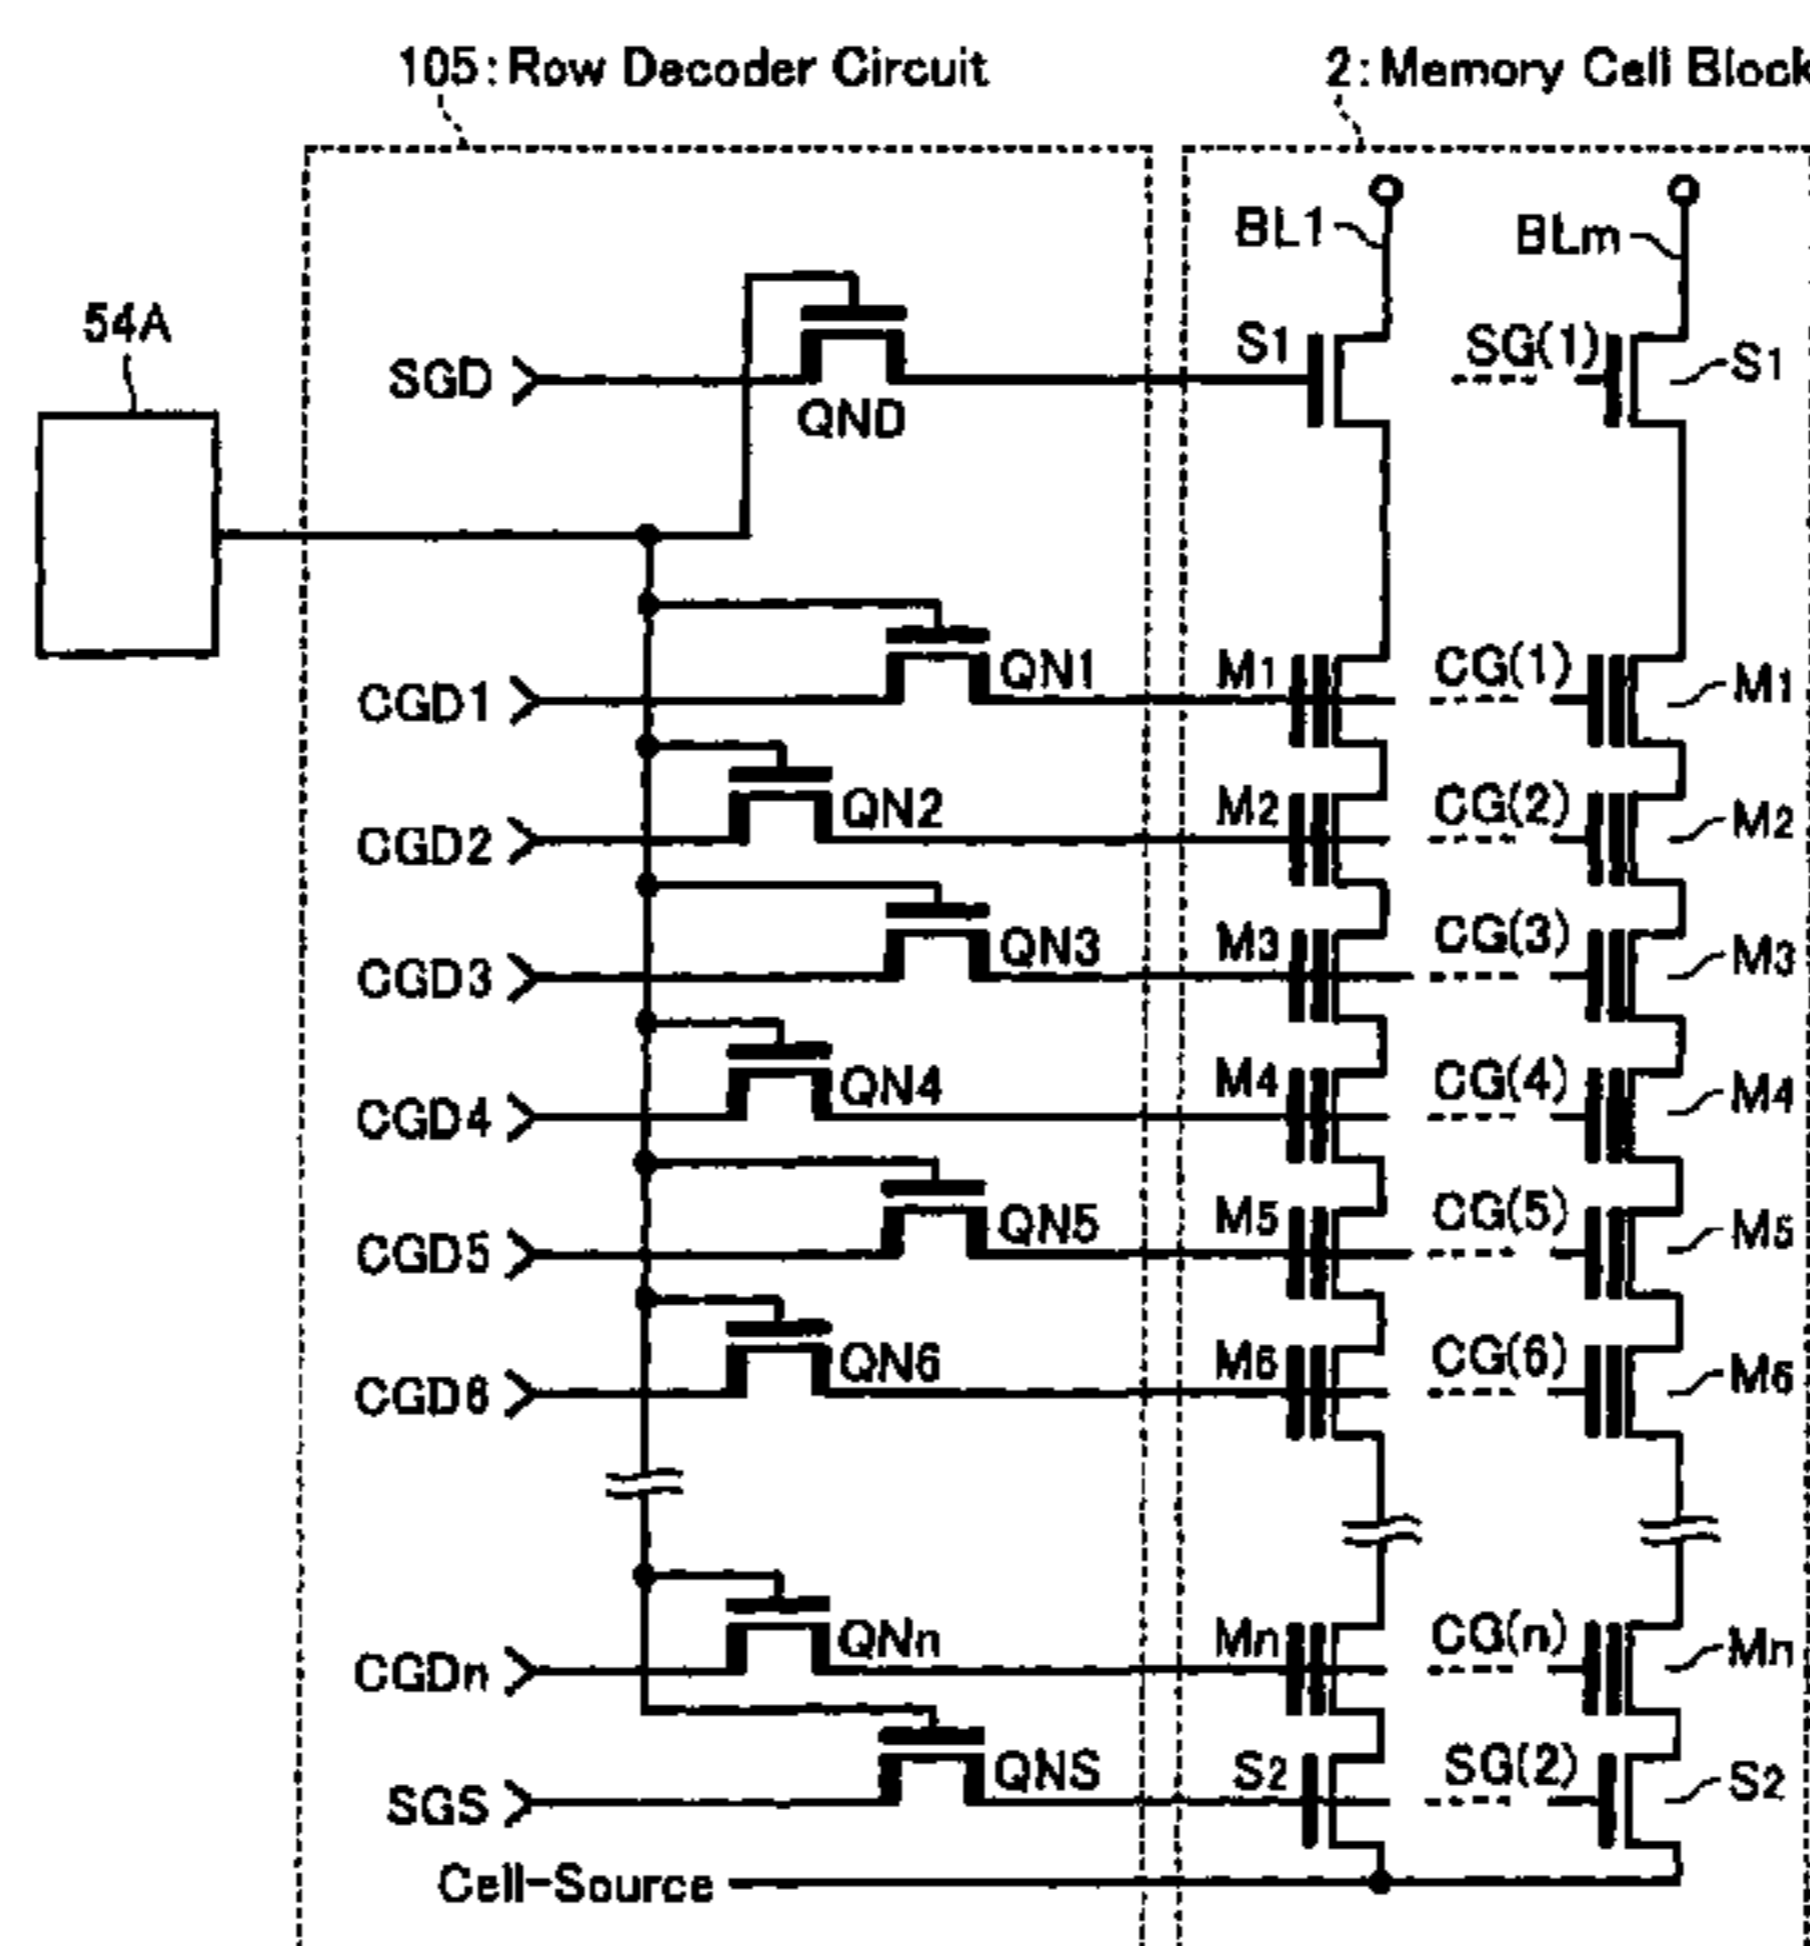 105: Row Decoder Circuit
2: Memory Cell Block
BL1
BLm
54A
S1
SG(1)
S1
SGD
QND
QN1
M1
CG(1)
M1
CGD1
QN2
M2
CG(2)
M2
CGD2
QN3
M3
CG(3)
M3
CGD3
QN4
M4
CG(4)
M4
CGD4
QN5
M5
CG(5)
M5
CGD5
QN6
M6
CG(6)
M6
CGD6
QNn
Mn
CG(n)
Mn
CGDn
QNS
S2
SG(2)
S2
SGS
Cell-Source